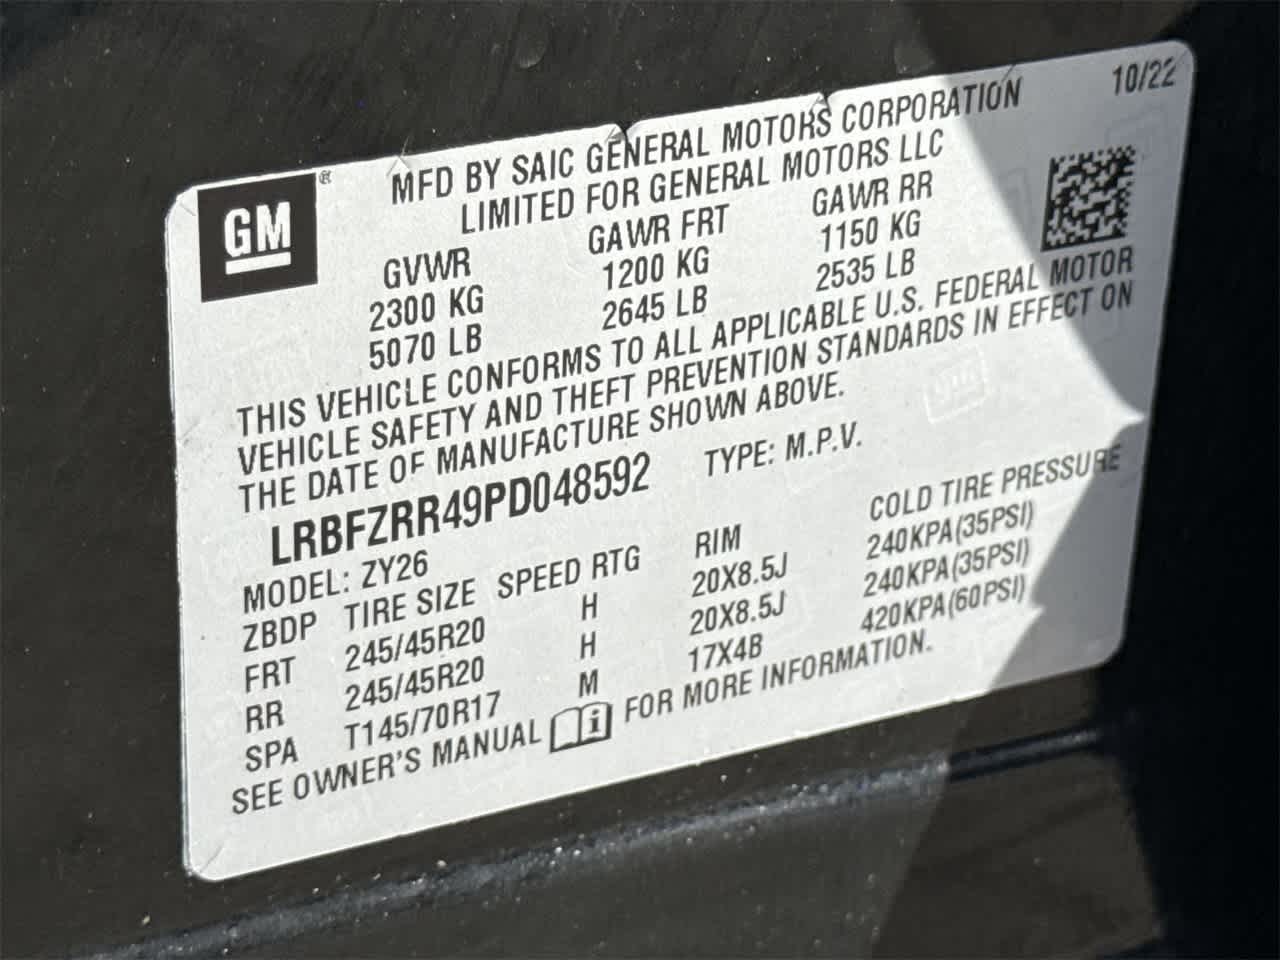 10/22
GM ®
MFD BY SAIC GENERAL MOTORS CORPORATION
LIMITED FOR GENERAL MOTORS LLC
GVWR GAWR FRT GAWR RR
2300 KG 1200 KG 1150 KG
5070 LB 2645 LB 2535 LB
THIS VEHICLE CONFORMS TO ALL APPLICABLE U.S. FEDERAL MOTOR
VEHICLE SAFETY AND THEFT PREVENTION STANDARDS IN EFFECT ON
THE DATE OF MANUFACTURE SHOWN ABOVE.
LRBFZRR49PD048592 TYPE: M.P.V.
MODEL: ZY26
ZBDP TIRE SIZE SPEED RTG RIM COLD TIRE PRESSURE
FRT 245/45R20 H 20X8.5J 240KPA(35PSI)
RR 245/45R20 H 20X8.5J 240KPA(35PSI)
SPA T145/70R17 M 17X4B 420KPA(60PSI)
SEE OWNER'S MANUAL i FOR MORE INFORMATION.